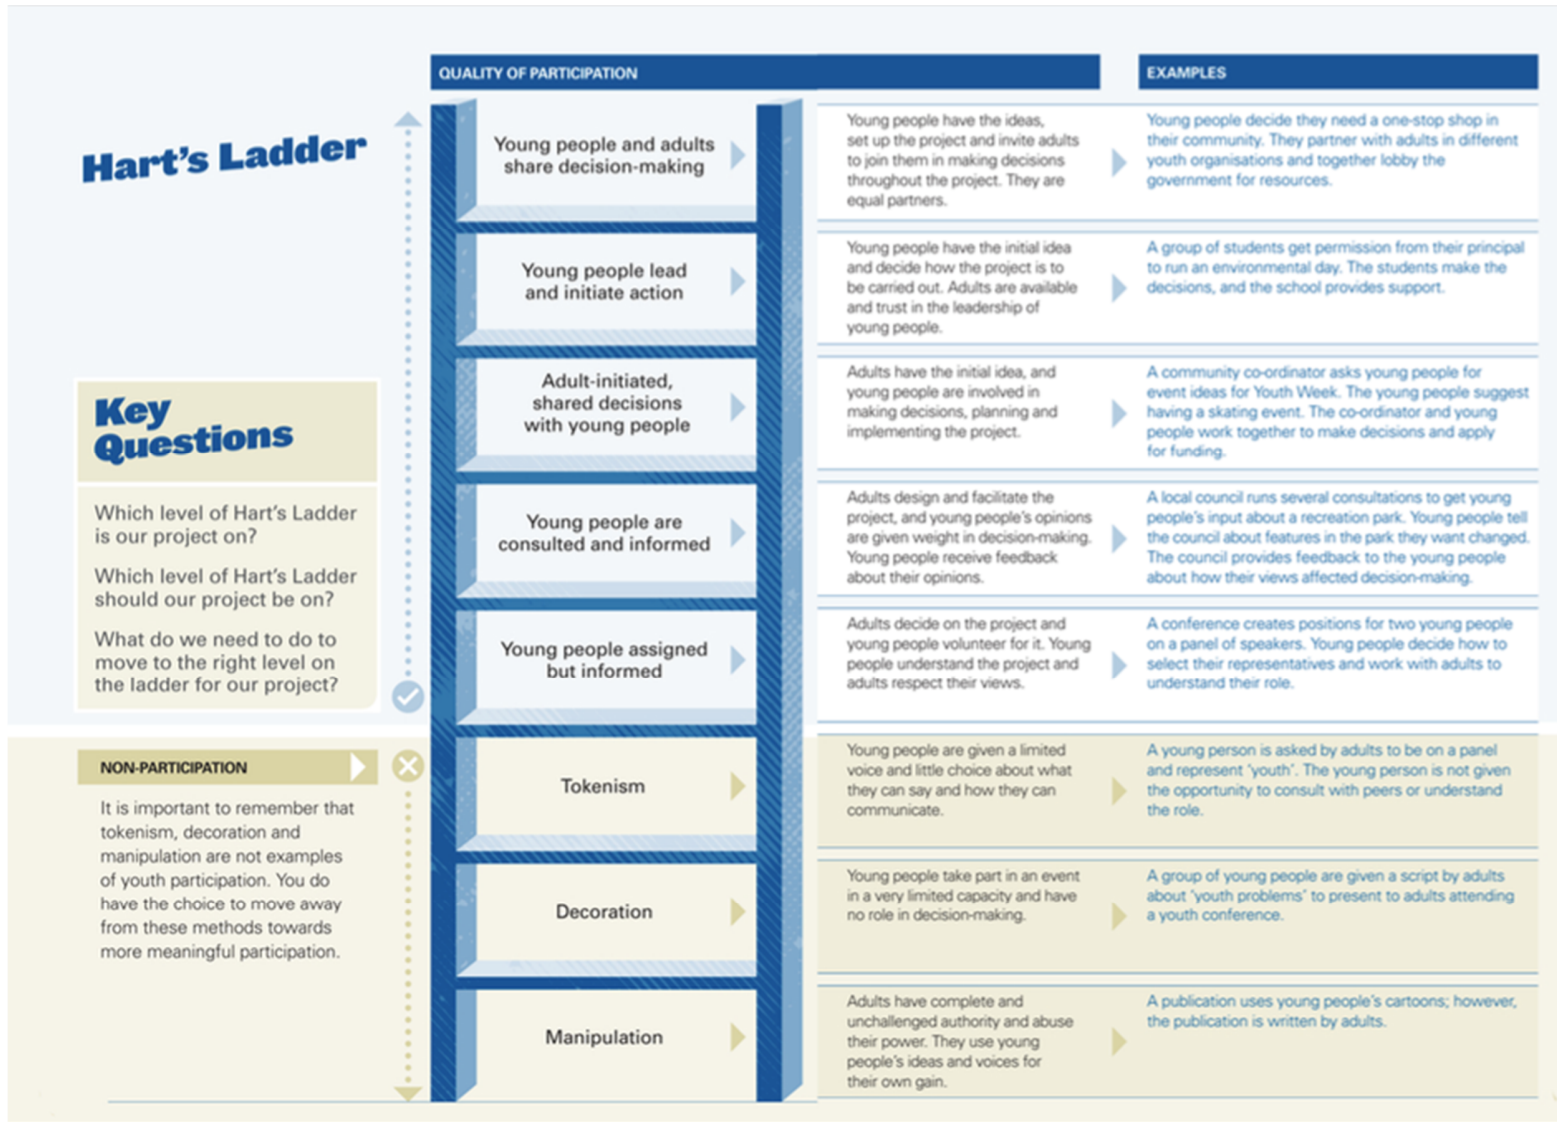 QUALITY OF PARTICIPATION
EXAMPLES
Hart's Ladder
Young people and adults
share decision-making
Young people have the ideas,
set up the project and invite adults
to join them in making decisions
throughout the project. They are
equal partners.
Young people decide they need a one-stop shop in
their community. They partner with adults in different
youth organisations and together lobby the
government for resources.
Young people lead
and initiate action
Young people have the initial idea
and decide how the project is to
be carried out. Adults are available
and trust in the leadership of
young people.
A group of students get permission from their principal
to run an environmental day. The students make the
decisions, and the school provides support.
Adult-initiated,
shared decisions
with young people
Adults have the initial idea, and
young people are involved in
making decisions, planning and
implementing the project.
A community co-ordinator asks young people for
event ideas for Youth Week. The young people suggest
having a skating event. The co-ordinator and young
people work together to make decisions and apply
for funding.
Key
Questions
Which level of Hart's Ladder
is our project on?
Which level of Hart's Ladder
should our project be on?
What do we need to do to
move to the right level on
the ladder for our project?
Young people are
consulted and informed
Adults design and facilitate the
project, and young people's opinions
are given weight in decision-making.
Young people receive feedback
about their opinions.
A local council runs several consultations to get young
people's input about a recreation park. Young people tell
the council about features in the park they want changed.
The council provides feedback to the young people
about how their views affected decision-making.
Young people assigned
but informed
Adults decide on the project and
young people volunteer for it. Young
people understand the project and
adults respect their views.
A conference creates positions for two young people
on a panel of speakers. Young people decide how to
select their representatives and work with adults to
understand their role.
NON-PARTICIPATION
It is important to remember that
tokenism, decoration and
manipulation are not examples
of youth participation. You do
have the choice to move away
from these methods towards
more meaningful participation.
Tokenism
Young people are given a limited
voice and little choice about what
they can say and how they can
communicate.
A young person is asked by adults to be on a panel
and represent 'youth'. The young person is not given
the opportunity to consult with peers or understand
the role.
Decoration
Young people take part in an event
in a very limited capacity and have
no role in decision-making.
A group of young people are given a script by adults
about 'youth problems' to present to adults attending
a youth conference.
Manipulation
Adults have complete and
unchallenged authority and abuse
their power. They use young
people's ideas and voices for
their own gain.
A publication uses young people's cartoons; however,
the publication is written by adults.